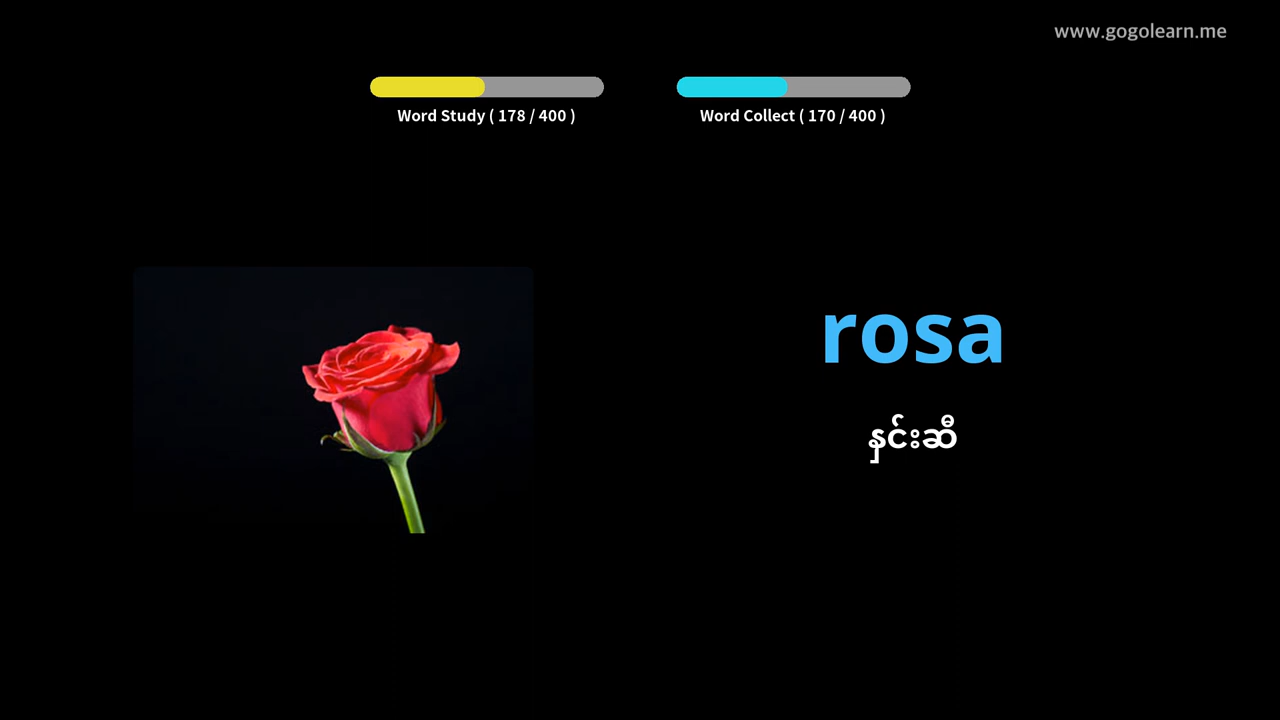 www.gogolearn.me
Word Study ( 178 / 400 )
Word Collect ( 170 / 400 )
rosa
နှင်းဆီ